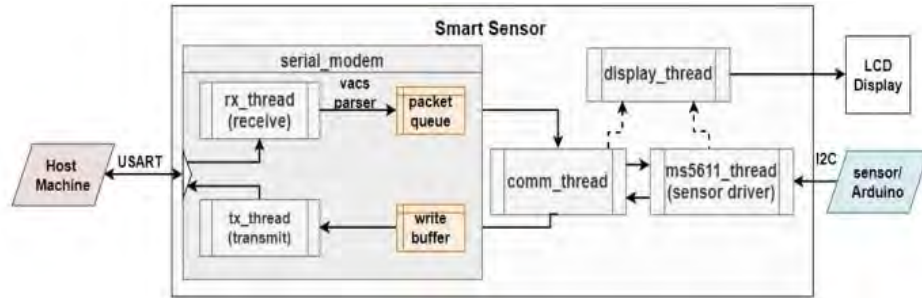 Smart Sensor
serial_modem
rx_thread
(receive)
vacs
parser
packet
queue
display_thread
LCD
Display
Host
Machine
USART
comm_thread
ms5611_thread
(sensor driver)
I2C
sensor/
Arduino
tx_thread
(transmit)
write
buffer